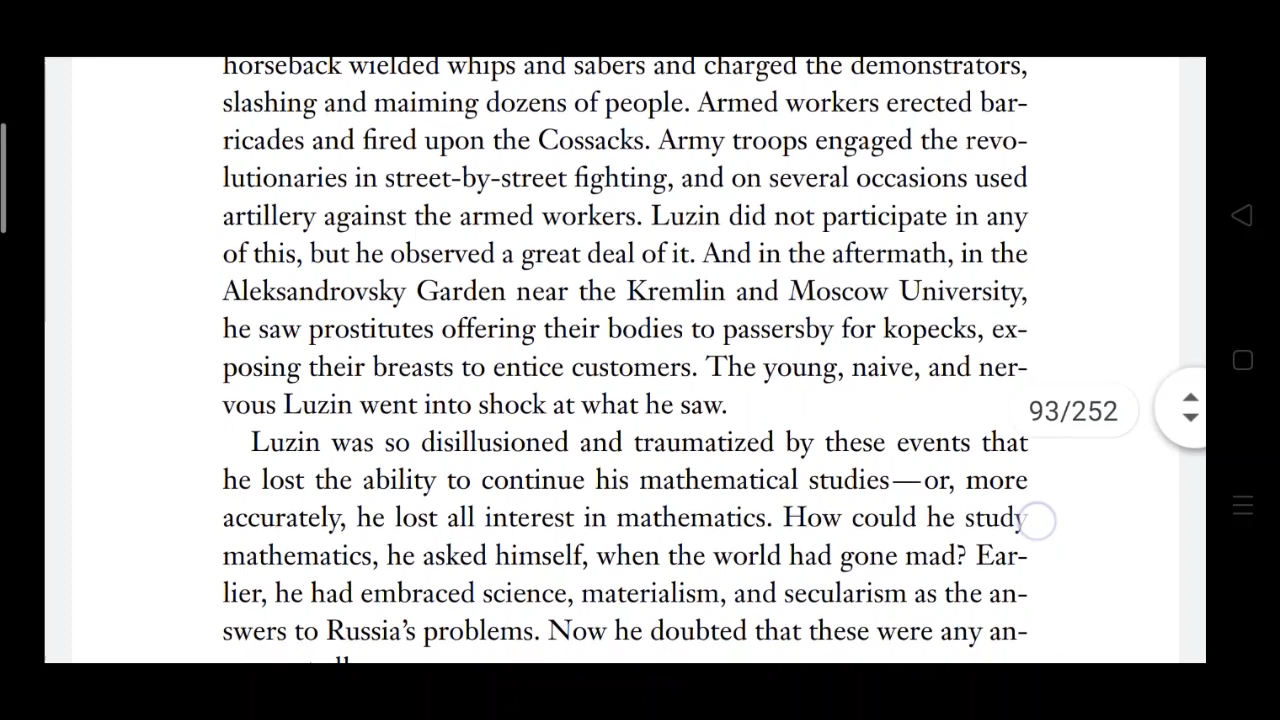 horseback wielded whips and sabers and charged the demonstrators,
slashing and maiming dozens of people. Armed workers erected bar-
ricades and fired upon the Cossacks. Army troops engaged the revo-
lutionaries in street-by-street fighting, and on several occasions used
artillery against the armed workers. Luzin did not participate in any
of this, but he observed a great deal of it. And in the aftermath, in the
Aleksandrovsky Garden near the Kremlin and Moscow University,
he saw prostitutes offering their bodies to passersby for kopecks, ex-
posing their breasts to entice customers. The young, naive, and ner-
vous Luzin went into shock at what he saw.
93/252
Luzin was so disillusioned and traumatized by these events that
he lost the ability to continue his mathematical studies—or, more
accurately, he lost all interest in mathematics. How could he study
mathematics, he asked himself, when the world had gone mad? Ear-
lier, he had embraced science, materialism, and secularism as the an-
swers to Russia's problems. Now he doubted that these were any an-